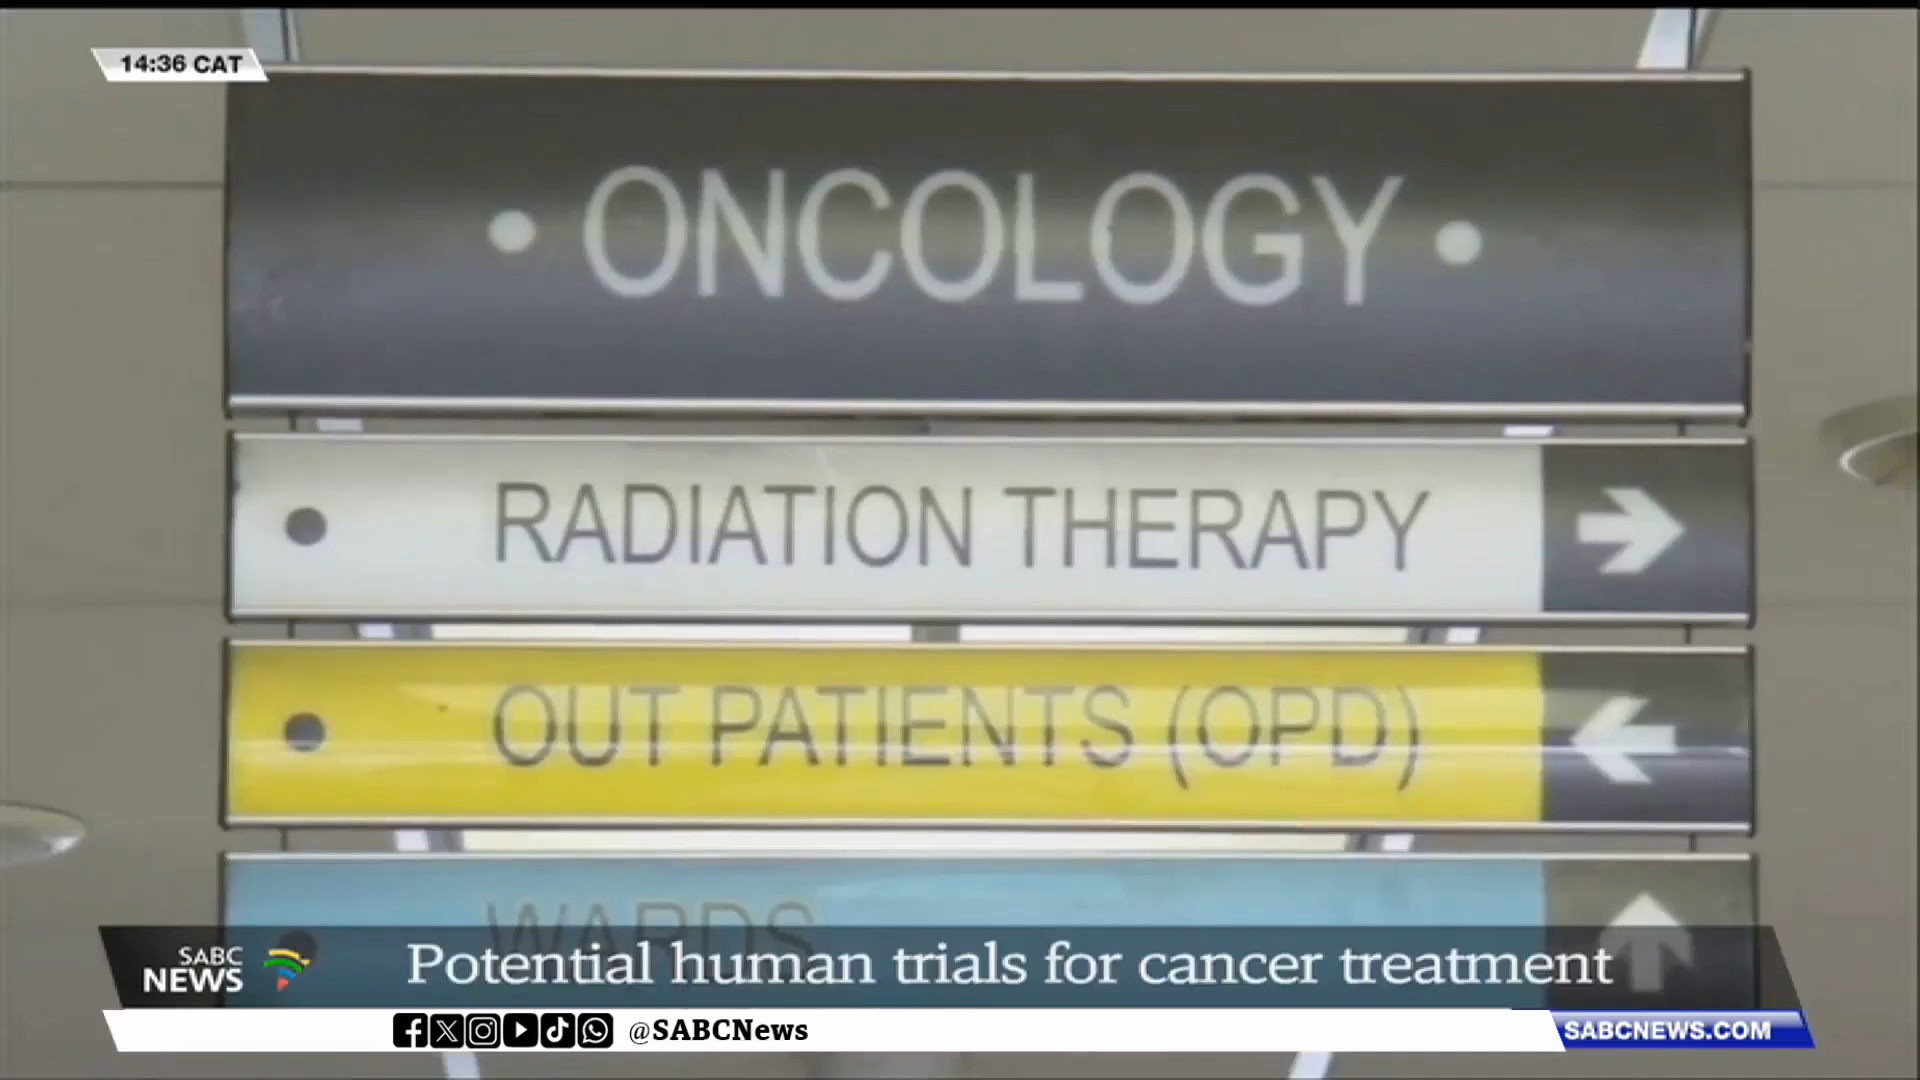 14:36 CAT
• ONCOLOGY •
RADIATION THERAPY
OUT PATIENTS (OPD)
WARDS
SABC
NEWS
Potential human trials for cancer treatment
@SABCNews
SABCNEWS.COM